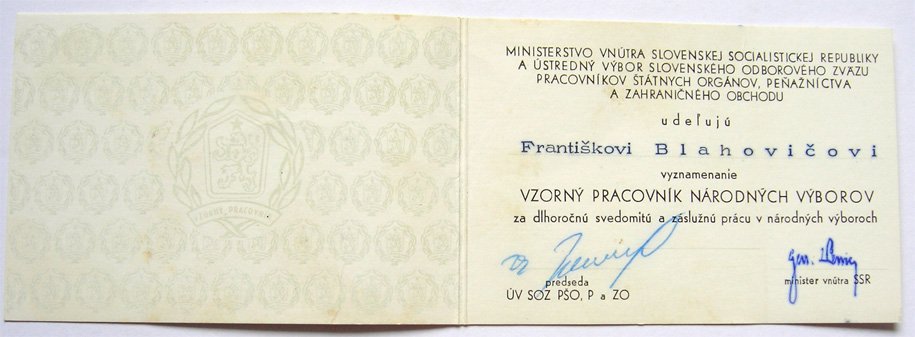 VZORNÝ PRACOVNÍK
MINISTERSTVO VNÚTRA SLOVENSKEJ SOCIALISTICKEJ REPUBLIKY
A ÚSTREDNÝ VÝBOR SLOVENSKÉHO ODBOROVÉHO ZVÄZU
PRACOVNÍKOV ŠTÁTNYCH ORGÁNOV, PEŇAŽNÍCTVA
A ZAHRANIČNÉHO OBCHODU
udeľujú
Františkovi Blahovičovi
vyznamenanie
VZORNÝ PRACOVNÍK NÁRODNÝCH VÝBOROV
za dlhoročnú svedomitú a záslužnú prácu v národných výboroch
gen.
predseda
ÚV SOZ PŠO, P a ZO
minister vnútra SSR